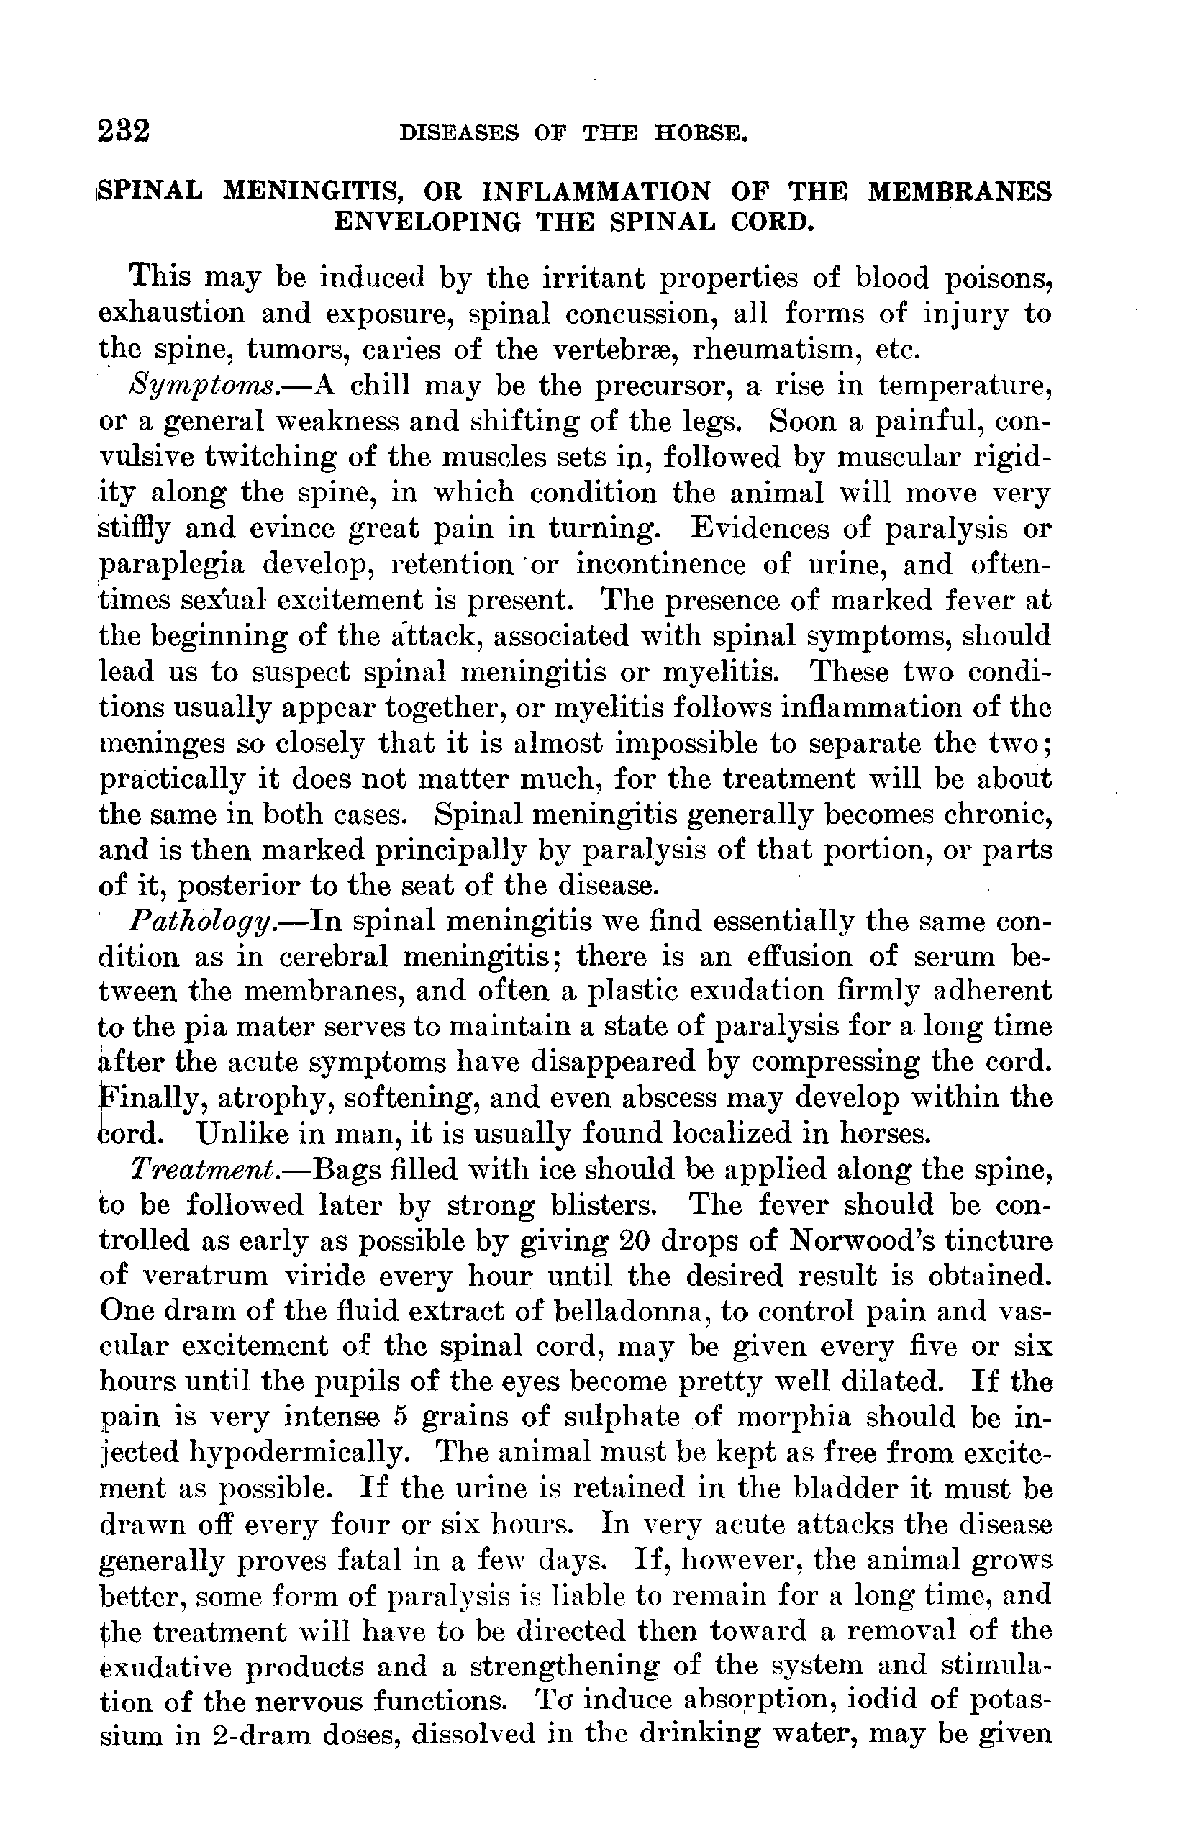 232 DISEASES OF THE HORSE.
SPINAL MENINGITIS, OR INFLAMMATION OF THE MEMBRANES
ENVELOPING THE SPINAL CORD.
This may be induced by the irritant properties of blood poisons,
exhaustion and exposure, spinal concussion, all forms of injury to
the spine, tumors, caries of the vertebræ, rheumatism, etc.
Symptoms.—A chill may be the precursor, a rise in temperature,
or a general weakness and shifting of the legs. Soon a painful, con-
vulsive twitching of the muscles sets in, followed by muscular rigid-
ity along the spine, in which condition the animal will move very
stiffly and evince great pain in turning. Evidences of paralysis or
paraplegia develop, retention or incontinence of urine, and often-
times sexual excitement is present. The presence of marked fever at
the beginning of the attack, associated with spinal symptoms, should
lead us to suspect spinal meningitis or myelitis. These two condi-
tions usually appear together, or myelitis follows inflammation of the
meninges so closely that it is almost impossible to separate the two;
practically it does not matter much, for the treatment will be about
the same in both cases. Spinal meningitis generally becomes chronic,
and is then marked principally by paralysis of that portion, or parts
of it, posterior to the seat of the disease.
Pathology.—In spinal meningitis we find essentially the same con-
dition as in cerebral meningitis; there is an effusion of serum be-
tween the membranes, and often a plastic exudation firmly adherent
to the pia mater serves to maintain a state of paralysis for a long time
after the acute symptoms have disappeared by compressing the cord.
Finally, atrophy, softening, and even abscess may develop within the
cord. Unlike in man, it is usually found localized in horses.
Treatment.—Bags filled with ice should be applied along the spine,
to be followed later by strong blisters. The fever should be con-
trolled as early as possible by giving 20 drops of Norwood's tincture
of veratrum viride every hour until the desired result is obtained.
One dram of the fluid extract of belladonna, to control pain and vas-
cular excitement of the spinal cord, may be given every five or six
hours until the pupils of the eyes become pretty well dilated. If the
pain is very intense 5 grains of sulphate of morphia should be in-
jected hypodermically. The animal must be kept as free from excite-
ment as possible. If the urine is retained in the bladder it must be
drawn off every four or six hours. In very acute attacks the disease
generally proves fatal in a few days. If, however, the animal grows
better, some form of paralysis is liable to remain for a long time, and
the treatment will have to be directed then toward a removal of the
exudative products and a strengthening of the system and stimula-
tion of the nervous functions. To induce absorption, iodid of potas-
sium in 2-dram doses, dissolved in the drinking water, may be given